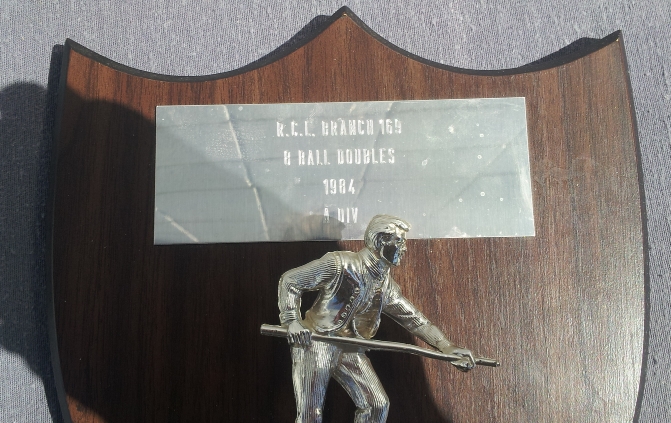 R.C.L. BRANCH 169
8 BALL DOUBLES
1984
A DIV